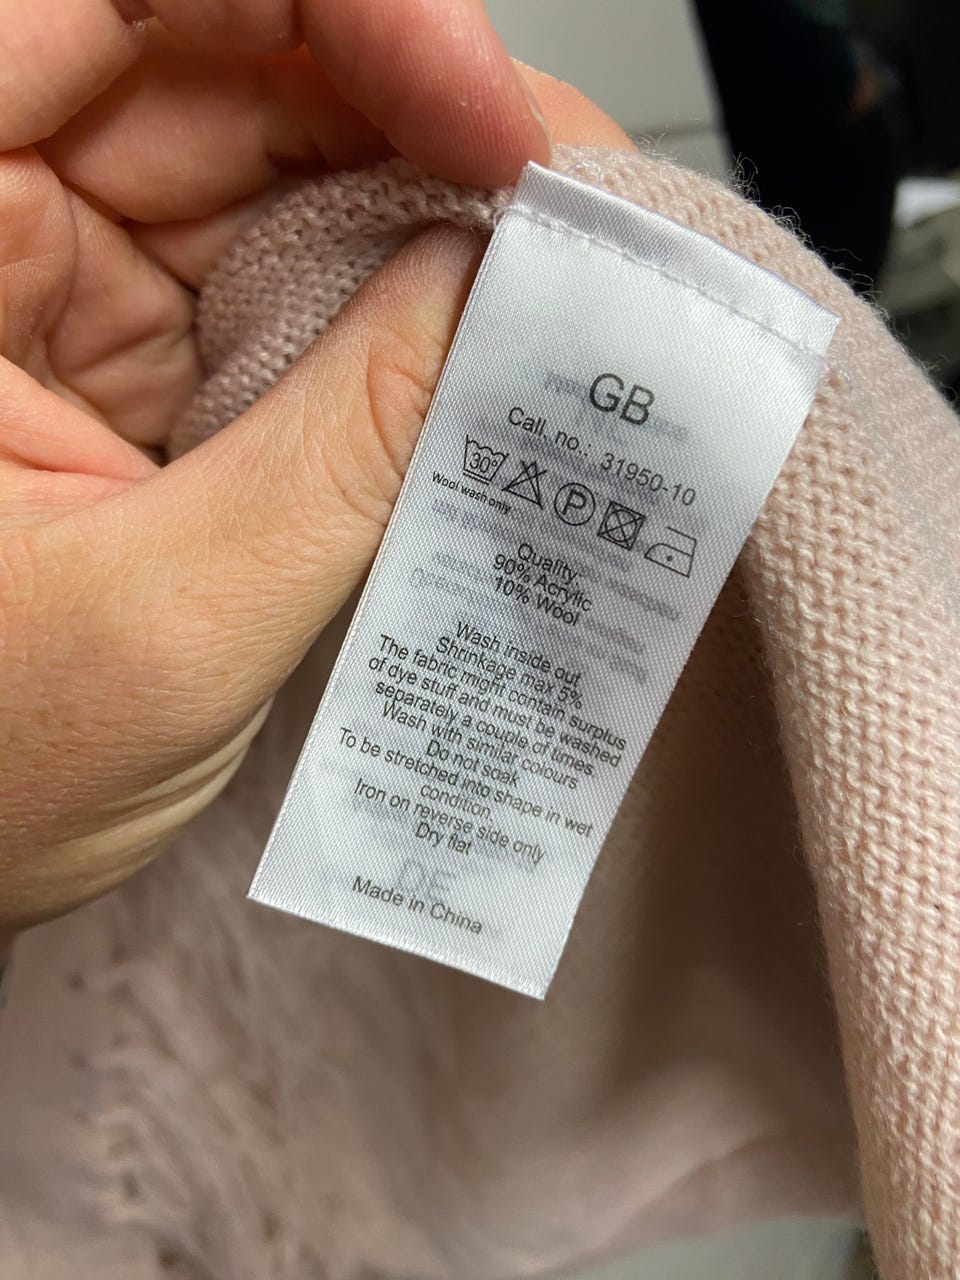 GB
Call. no.: 31950-10
30° P
Wool wash only
Quality.
90% Acrylic
10% Wool
Wash inside out
Shrinkage max 5%
The fabric might contain surplus
of dye stuff and must be washed
separately a couple of times.
Wash with similar colours
Do not soak.
To be stretched into shape in wet
condition.
Iron on reverse side only
Dry flat
DE
Made in China